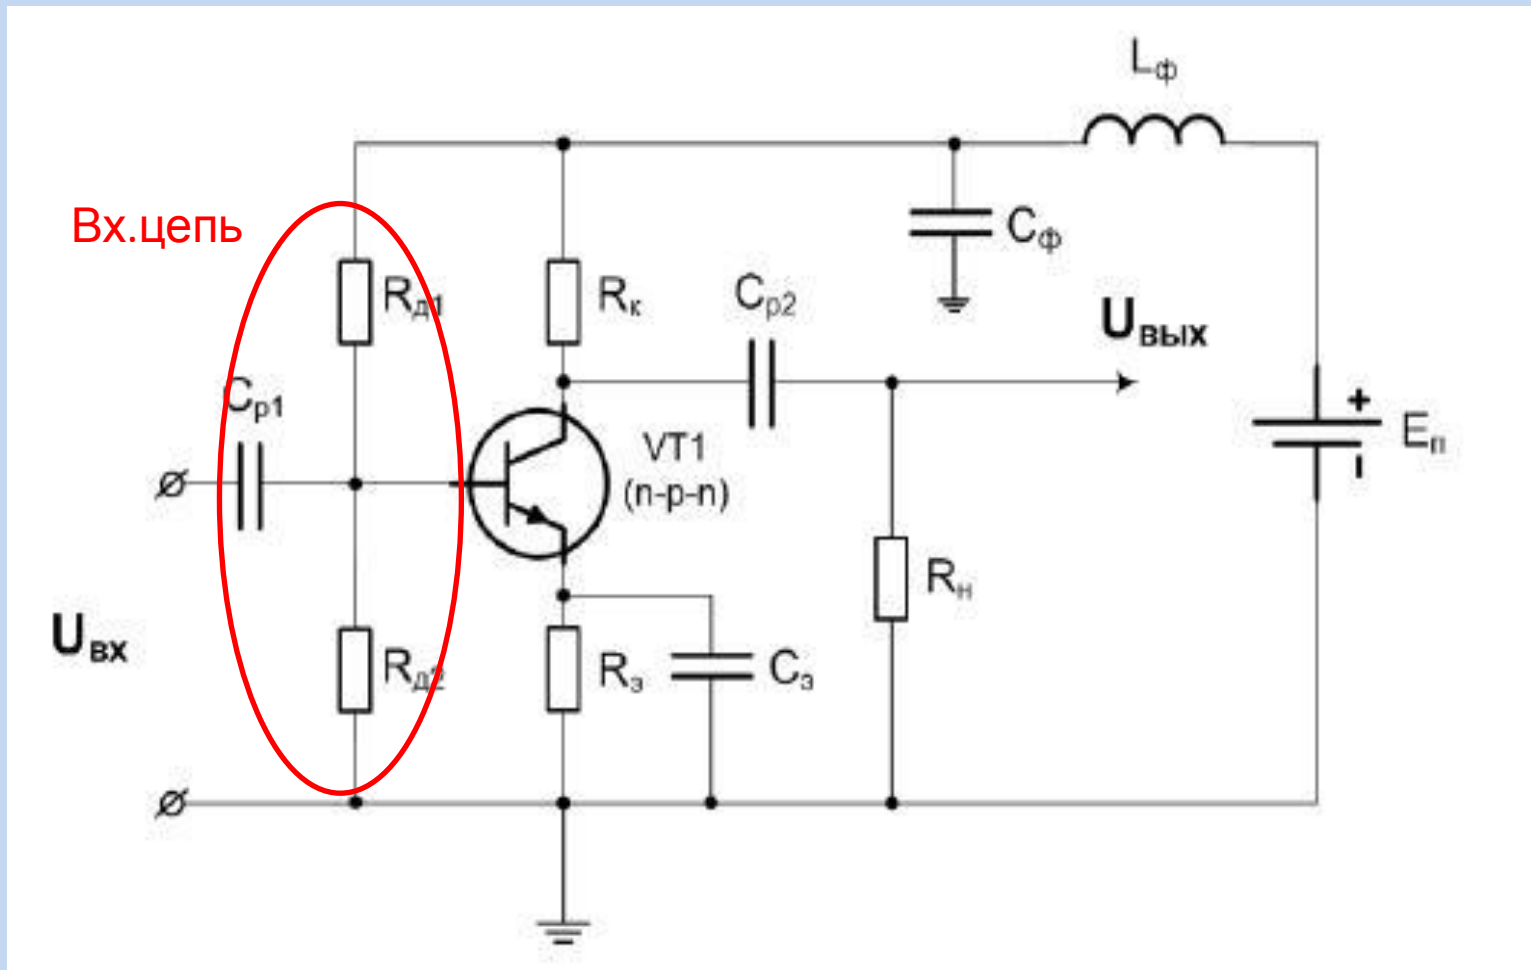 Lф
Вх.цепь
Cф
Rд1
Rк
Cр2
Uвых
Cр1
+
Eп
VT1
(n-p-n)
-
Rн
Uвх
Rд2
Rэ
Cэ